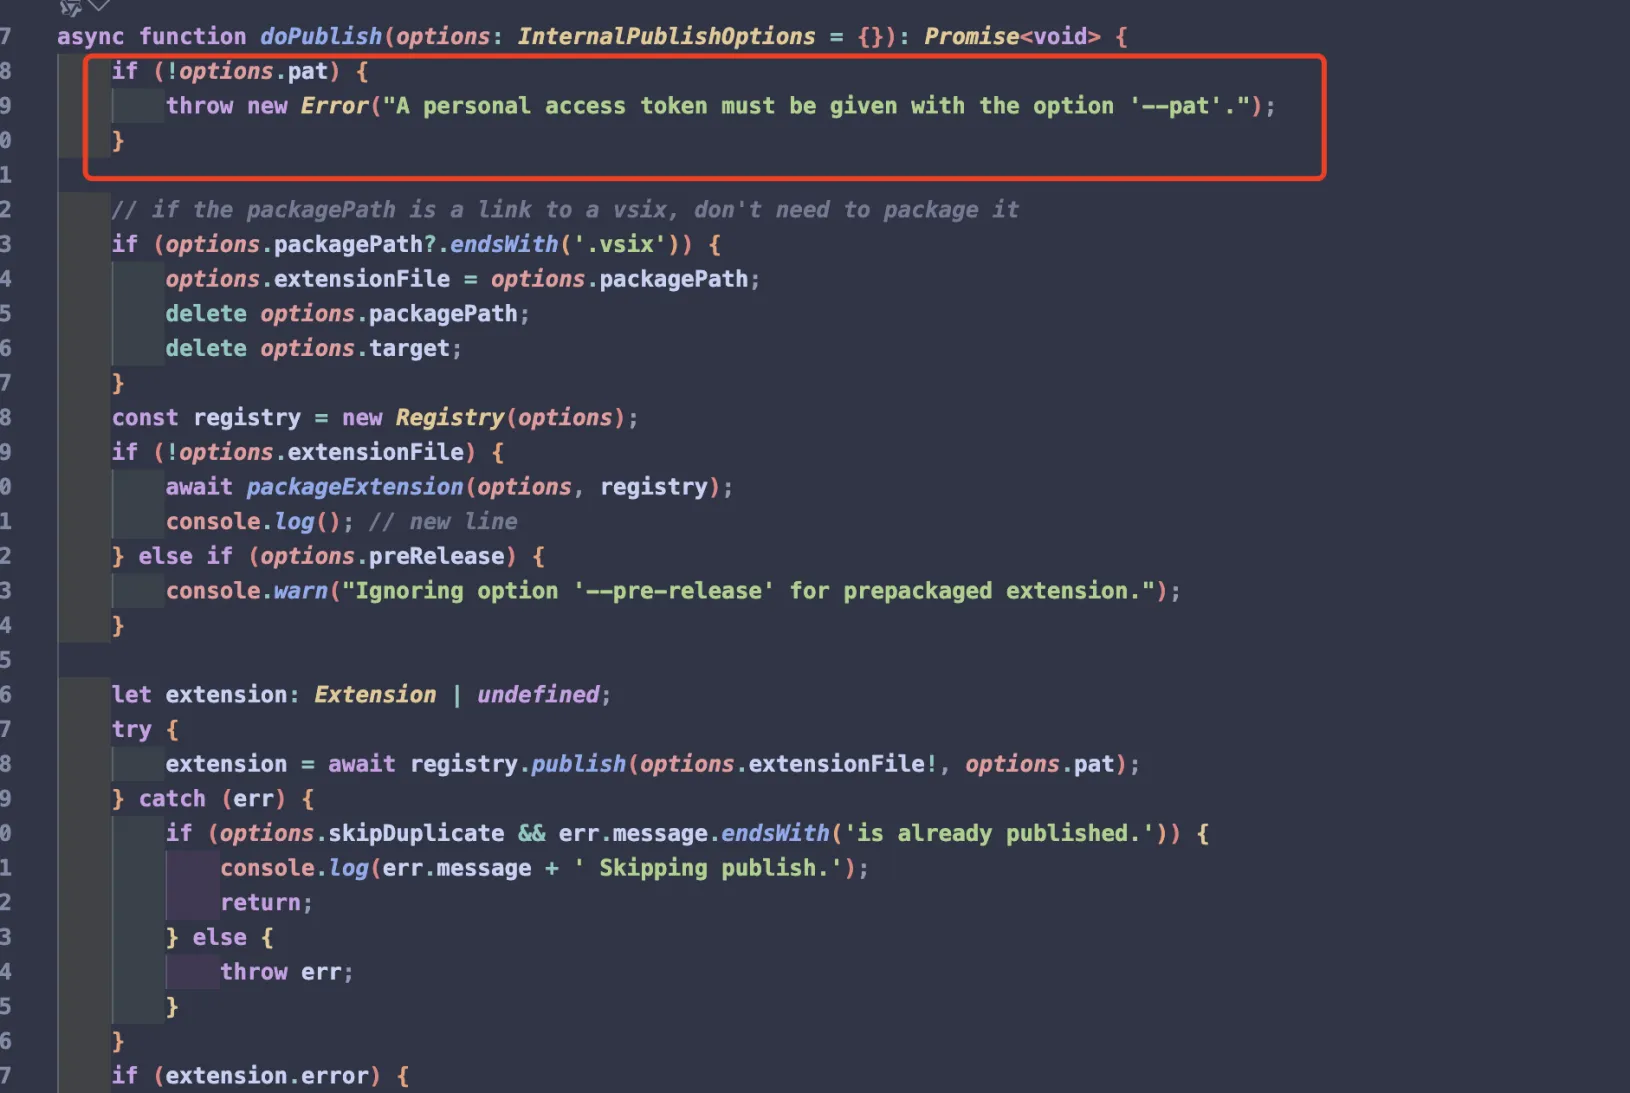 7 async function doPublish(options: InternalPublishOptions = {}): Promise<void> {
8 if (!options.pat) {
9 throw new Error("A personal access token must be given with the option '--pat'.");
0 }
1
2 // if the packagePath is a link to a vsix, don't need to package it
3 if (options.packagePath?.endsWith('.vsix')) {
4 options.extensionFile = options.packagePath;
5 delete options.packagePath;
6 delete options.target;
7 }
8 const registry = new Registry(options);
9 if (!options.extensionFile) {
0 await packageExtension(options, registry);
1 console.log(); // new line
2 } else if (options.preRelease) {
3 console.warn("Ignoring option '--pre-release' for prepackaged extension.");
4 }
5
6 let extension: Extension | undefined;
7 try {
8 extension = await registry.publish(options.extensionFile!, options.pat);
9 } catch (err) {
0 if (options.skipDuplicate && err.message.endsWith('is already published.')) {
1 console.log(err.message + ' Skipping publish.');
2 return;
3 } else {
4 throw err;
5 }
6 }
7 if (extension.error) {